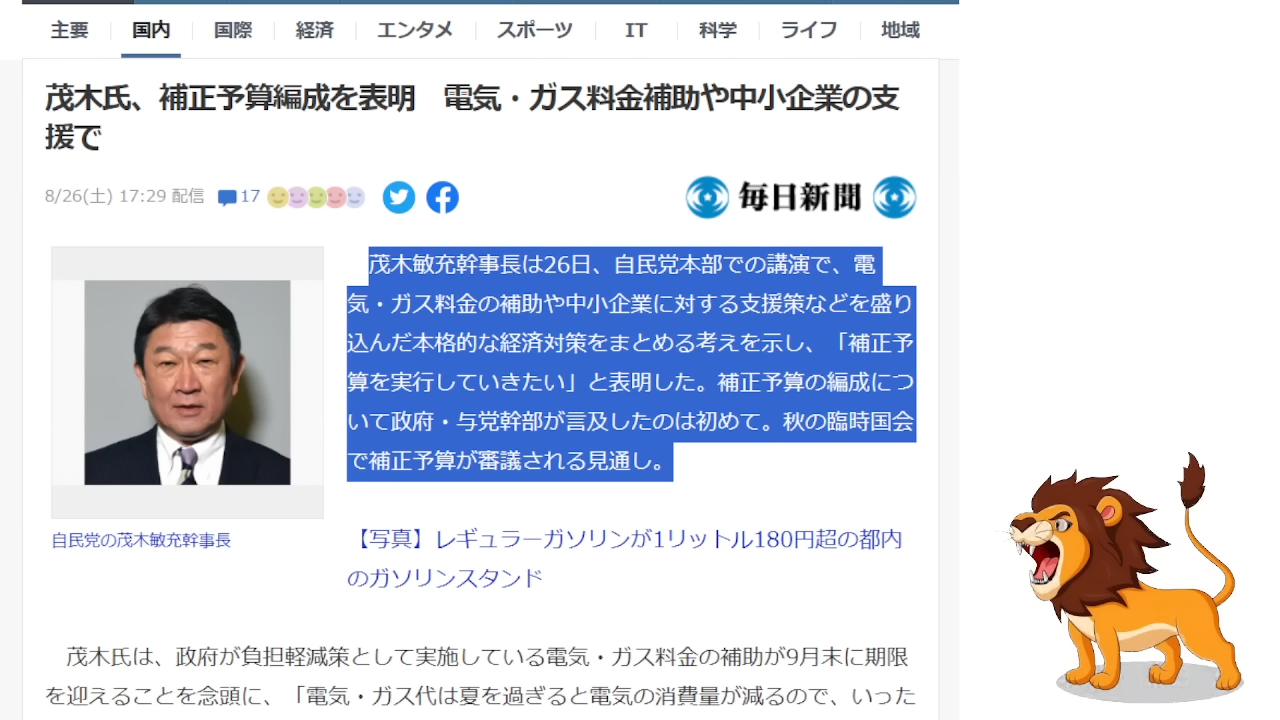 主要 国内 国際 経済 エンタメ スポーツ IT 科学 ライフ 地域
茂木氏、補正予算編成を表明　電気・ガス料金補助や中小企業の支
援で
8/26(土) 17:29 配信 17
毎日新聞
茂木敏充幹事長は26日、自民党本部での講演で、電
気・ガス料金の補助や中小企業に対する支援策などを盛り
込んだ本格的な経済対策をまとめる考えを示し、「補正予
算を実行していきたい」と表明した。補正予算の編成につ
いて政府・与党幹部が言及したのは初めて。秋の臨時国会
で補正予算が審議される見通し。
自民党の茂木敏充幹事長
【写真】レギュラーガソリンが1リットル180円超の都内
のガソリンスタンド
茂木氏は、政府が負担軽減策として実施している電気・ガス料金の補助が9月末に期限
を迎えることを念頭に、「電気・ガス代は夏を過ぎると電気の消費量が減るので、いった